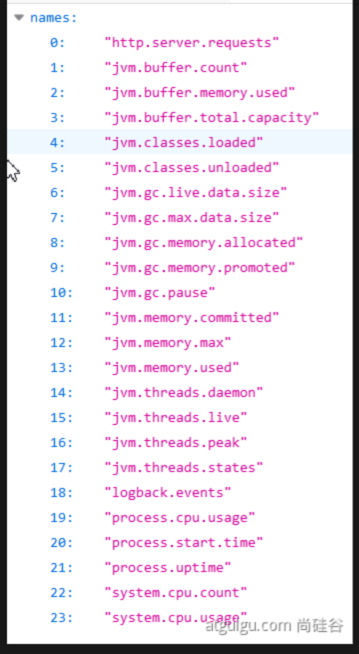 names:
0: "http.server.requests"
1: "jvm.buffer.count"
2: "jvm.buffer.memory.used"
3: "jvm.buffer.total.capacity"
4: "jvm.classes.loaded"
5: "jvm.classes.unloaded"
6: "jvm.gc.live.data.size"
7: "jvm.gc.max.data.size"
8: "jvm.gc.memory.allocated"
9: "jvm.gc.memory.promoted"
10: "jvm.gc.pause"
11: "jvm.memory.committed"
12: "jvm.memory.max"
13: "jvm.memory.used"
14: "jvm.threads.daemon"
15: "jvm.threads.live"
16: "jvm.threads.peak"
17: "jvm.threads.states"
18: "logback.events"
19: "process.cpu.usage"
20: "process.start.time"
21: "process.uptime"
22: "system.cpu.count"
23: "system.cpu.usage"
atguigu.com 尚硅谷